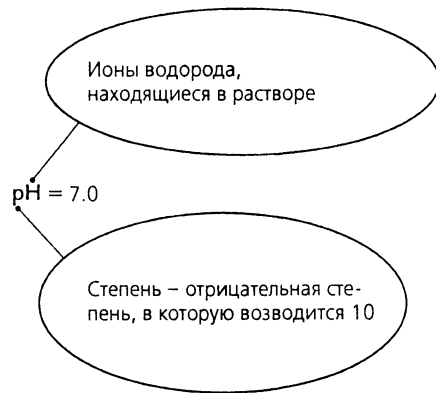 Ионы водорода,
находящиеся в растворе
pH = 7.0
Степень – отрицательная сте-
пень, в которую возводится 10